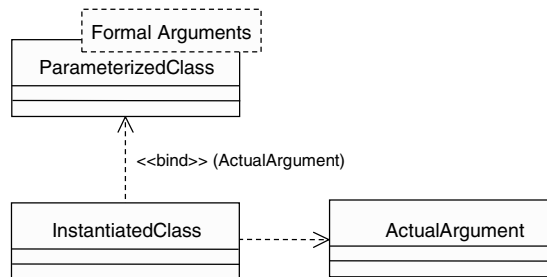 Formal Arguments
ParameterizedClass
<<bind>> (ActualArgument)
InstantiatedClass
ActualArgument